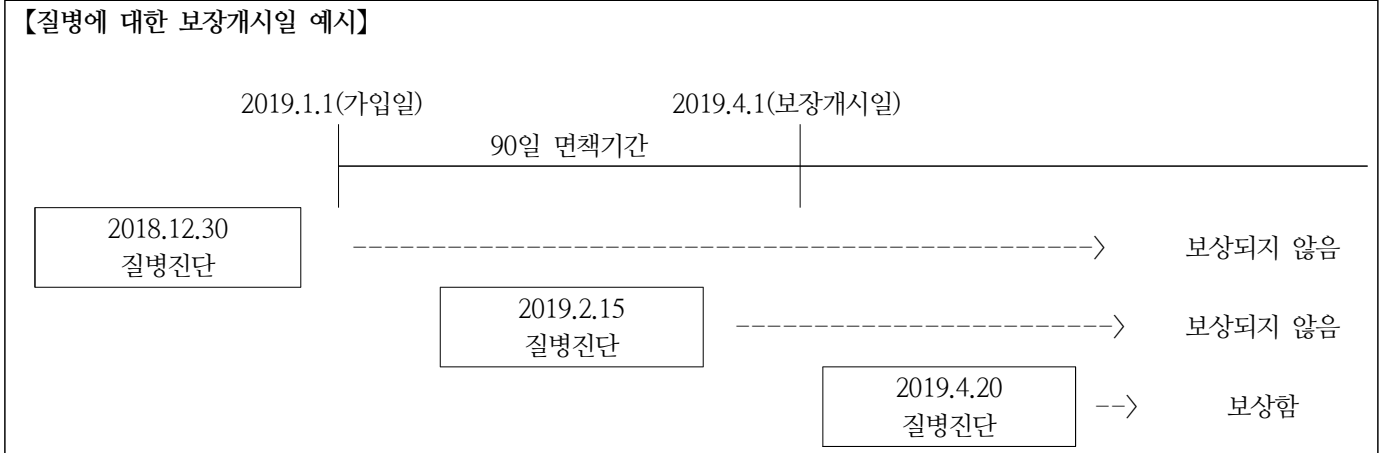 【질병에 대한 보장개시일 예시】
2019.1.1(가입일) 2019.4.1(보장개시일)
90일 면책기간
2018.12.30
질병진단
보상되지 않음
2019.2.15
질병진단
보상되지 않음
2019.4.20
질병진단
보상함